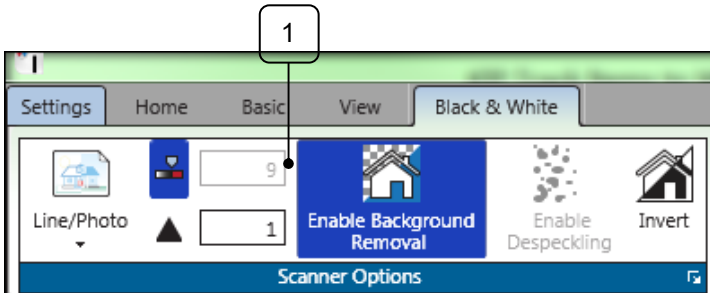 1
Settings Home Basic View Black & White
Line/Photo
9
1
Enable Background
Removal
Enable
Despeckling
Invert
Scanner Options